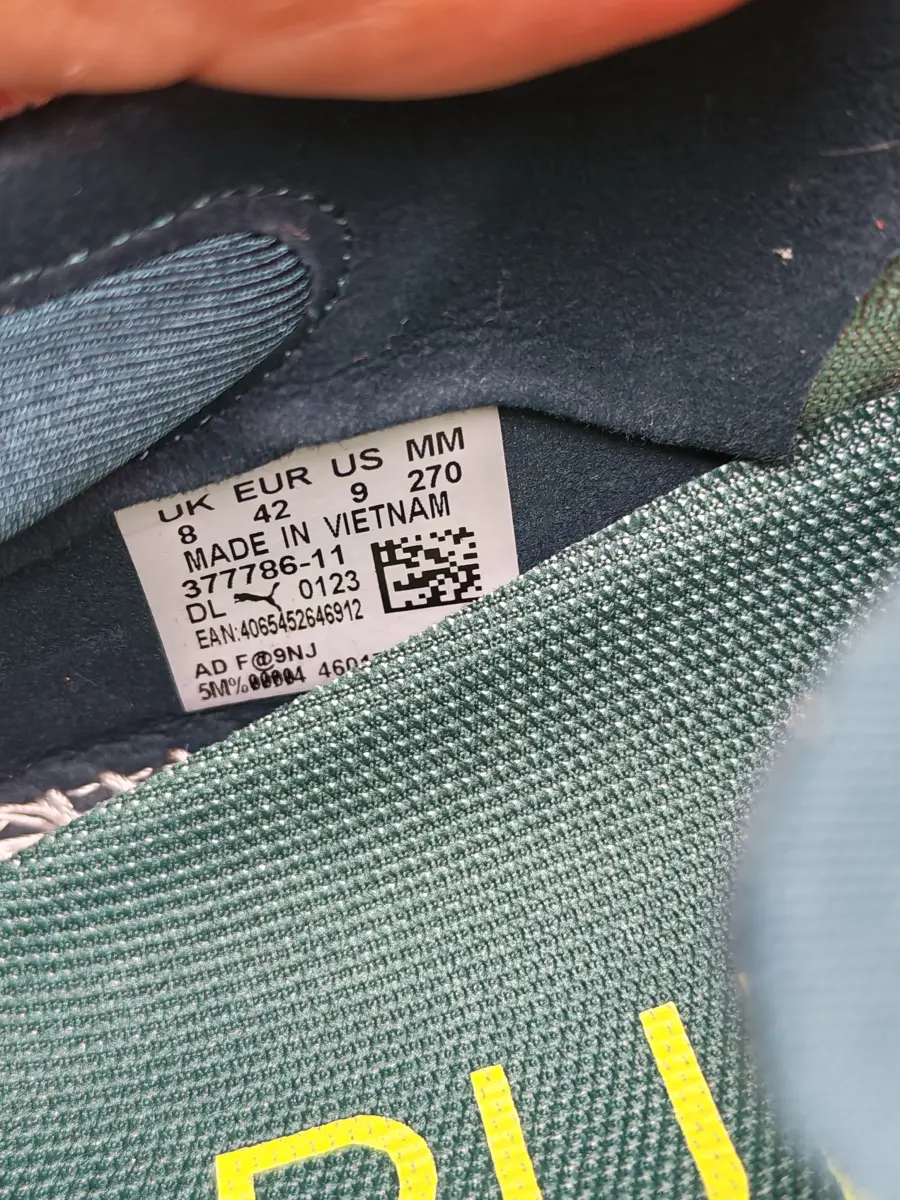 UK EUR US MM
8 42 9 270
MADE IN VIETNAM
377786-11
DL 0123
EAN:4065452646912
AD F@9NJ
PU